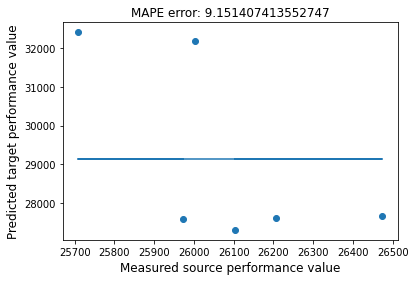 MAPE error: 9.151407413552747
Predicted target performance value
32000
31000
30000
29000
28000
25700 25800 25900 26000 26100 26200 26300 26400 26500
Measured source performance value